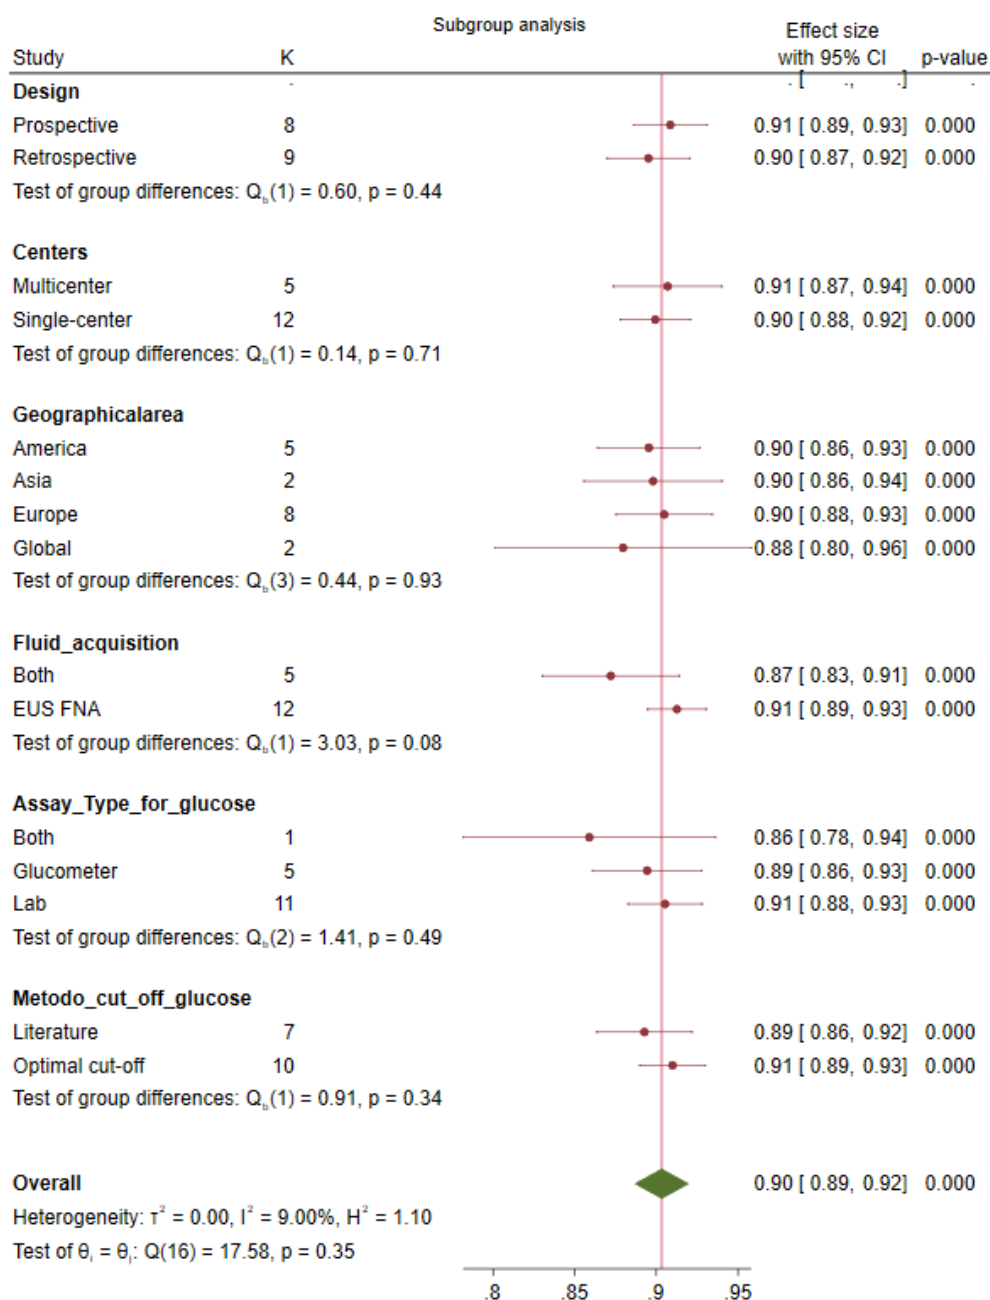 Subgroup analysis
Effect size
Study K with 95% CI p-value
Design . . [ ., .] .
Prospective 8 0.91 [ 0.89, 0.93] 0.000
Retrospective 9 0.90 [ 0.87, 0.92] 0.000
Test of group differences: Q_b(1) = 0.60, p = 0.44
Centers
Multicenter 5 0.91 [ 0.87, 0.94] 0.000
Single-center 12 0.90 [ 0.88, 0.92] 0.000
Test of group differences: Q_b(1) = 0.14, p = 0.71
Geographicalarea
America 5 0.90 [ 0.86, 0.93] 0.000
Asia 2 0.90 [ 0.86, 0.94] 0.000
Europe 8 0.90 [ 0.88, 0.93] 0.000
Global 2 0.88 [ 0.80, 0.96] 0.000
Test of group differences: Q_b(3) = 0.44, p = 0.93
Fluid_acquisition
Both 5 0.87 [ 0.83, 0.91] 0.000
EUS FNA 12 0.91 [ 0.89, 0.93] 0.000
Test of group differences: Q_b(1) = 3.03, p = 0.08
Assay_Type_for_glucose
Both 1 0.86 [ 0.78, 0.94] 0.000
Glucometer 5 0.89 [ 0.86, 0.93] 0.000
Lab 11 0.91 [ 0.88, 0.93] 0.000
Test of group differences: Q_b(2) = 1.41, p = 0.49
Metodo_cut_off_glucose
Literature 7 0.89 [ 0.86, 0.92] 0.000
Optimal cut-off 10 0.91 [ 0.89, 0.93] 0.000
Test of group differences: Q_b(1) = 0.91, p = 0.34
Overall 0.90 [ 0.89, 0.92] 0.000
Heterogeneity: τ² = 0.00, I² = 9.00%, H² = 1.10
Test of θᵢ = θⱼ: Q(16) = 17.58, p = 0.35
.8 .85 .9 .95